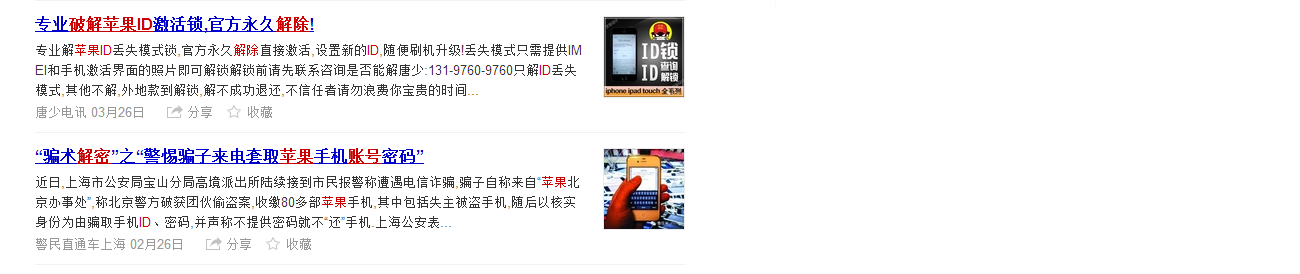 专业破解苹果ID激活锁,官方永久解除!
专业解苹果ID丢失模式锁,官方永久解除直接激活,设置新的ID,随便刷机升级!丢失模式只需提供IM
EI和手机激活界面的照片即可解锁解锁前请先联系咨询是否能解唐少:131-9760-9760只解ID丢失
模式,其他不解,外地款到解锁,解不成功退还,不信任者请勿浪费你宝贵的时间...
唐少电讯 03月26日 分享 收藏
ID锁
ID查询解锁
iphone ipad touch 全系列
“骗术解密”之“警惕骗子来电套取苹果手机账号密码”
近日,上海市公安局宝山分局高境派出所陆续接到市民报警称遭遇电信诈骗,骗子自称来自“苹果北
京办事处”,称北京警方破获团伙偷盗案,收缴80多部苹果手机,其中包括失主被盗手机,随后以核实
身份为由骗取手机ID、密码,并声称不提供密码就不“还”手机.上海公安表...
警民直通车上海 02月26日 分享 收藏